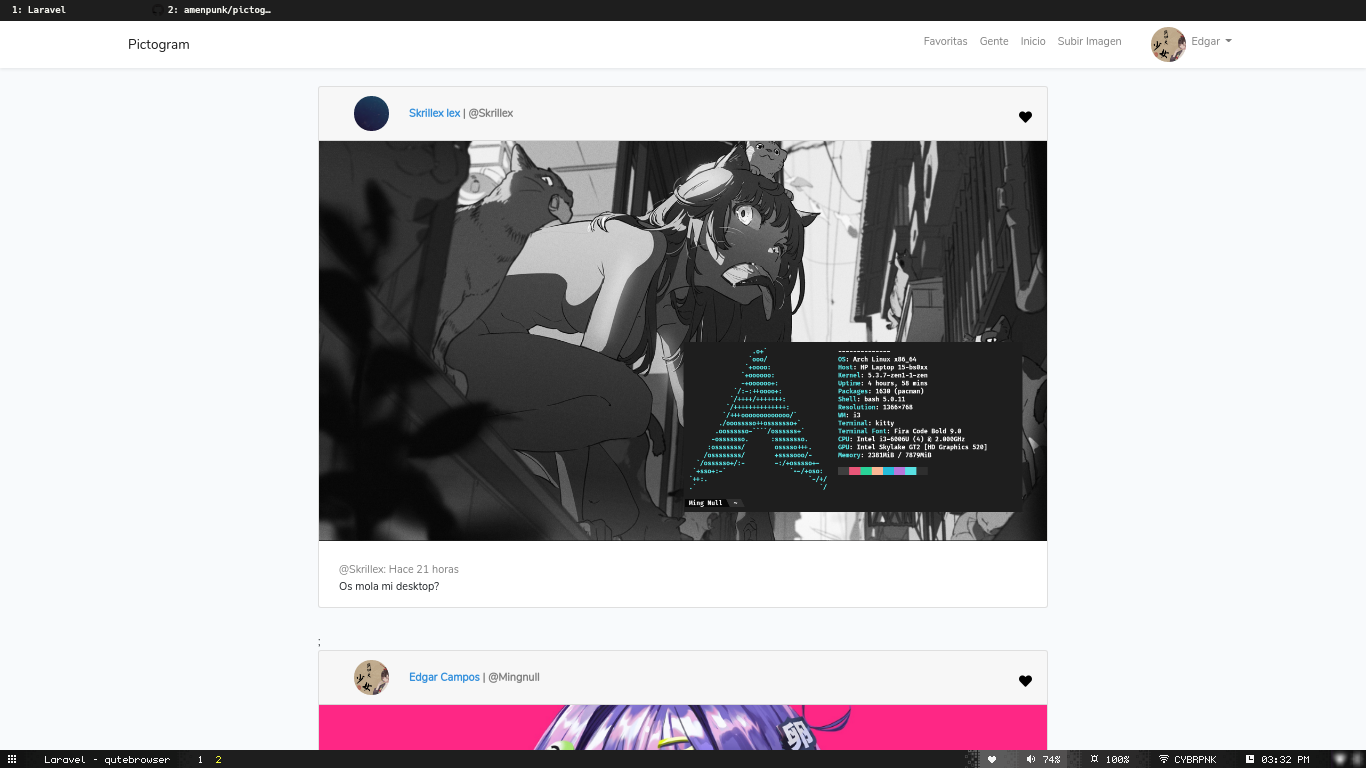 1: Laravel
2: amenpunk/pictog…
Pictogram
Favoritas Gente Inicio Subir Imagen Edgar
Skrillex lex | @Skrillex
--------------
OS: Arch Linux x86_64
Host: HP Laptop 15-bs0xx
Kernel: 5.3.7-zen1-1-zen
Uptime: 4 hours, 58 mins
Packages: 1630 (pacman)
Shell: bash 5.0.11
Resolution: 1366x768
WM: i3
Terminal: kitty
Terminal Font: Fira Code Bold 9.0
CPU: Intel i3-6006U (4) @ 2.000GHz
GPU: Intel Skylake GT2 [HD Graphics 520]
Memory: 2381MiB / 7879MiB
Ming Null ~
@Skrillex: Hace 21 horas
Os mola mi desktop?
;
Edgar Campos | @Mingnull
卵
Laravel - qutebrowser 1 2 74% 100% CYBRPNK 03:32 PM